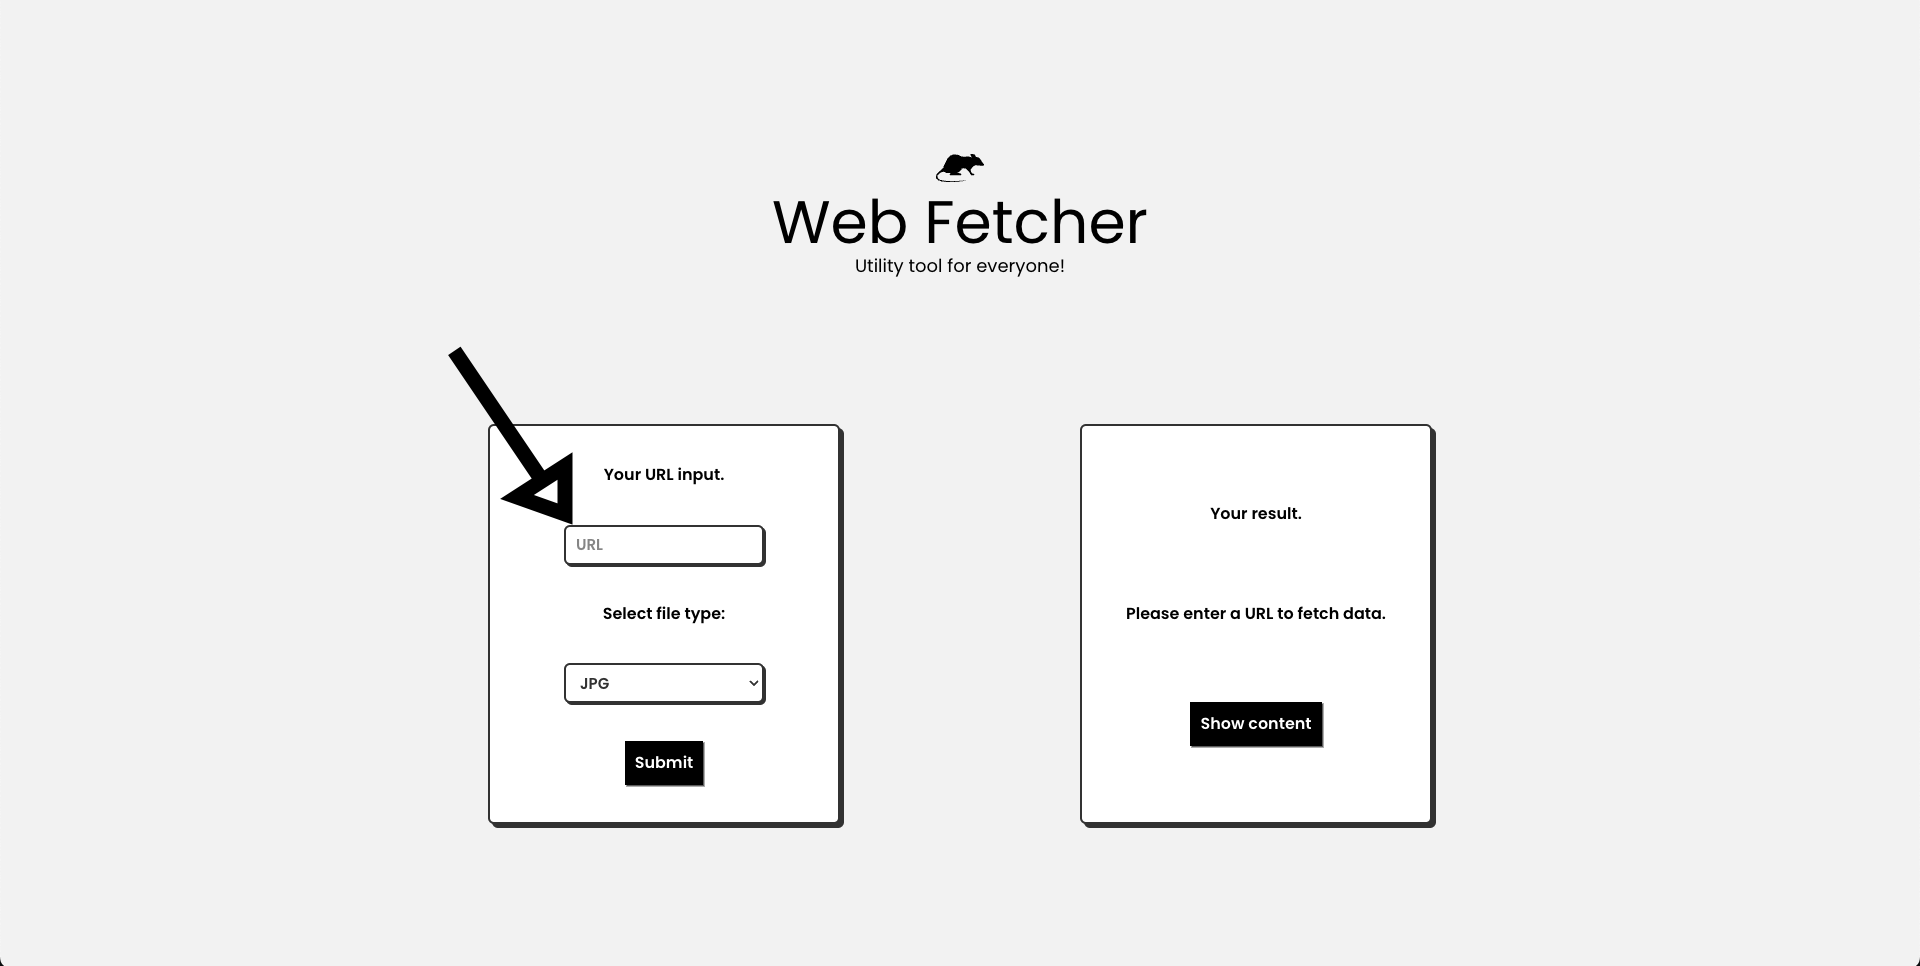 Web Fetcher
Utility tool for everyone!
Your URL input.
URL
Select file type:
JPG
Submit
Your result.
Please enter a URL to fetch data.
Show content